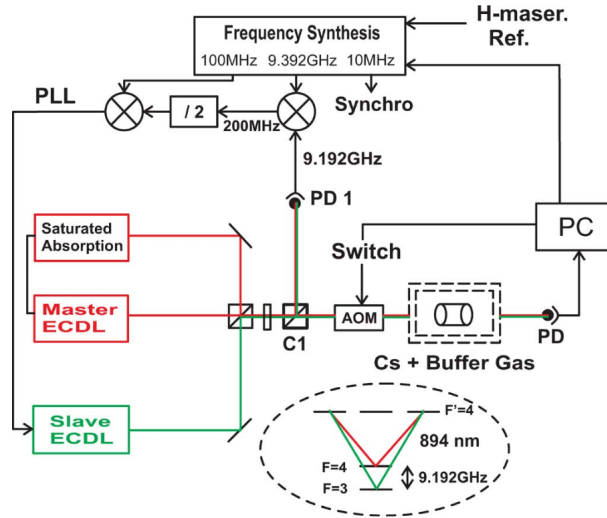 Frequency Synthesis
100MHz 9.392GHz 10MHz
H-maser.
Ref.
PLL
/ 2
200MHz
Synchro
9.192GHz
PD 1
Saturated
Absorption
Master
ECDL
Slave
ECDL
C1
Switch
AOM
PC
PD
Cs + Buffer Gas
F'=4
894 nm
F=4
9.192GHz
F=3